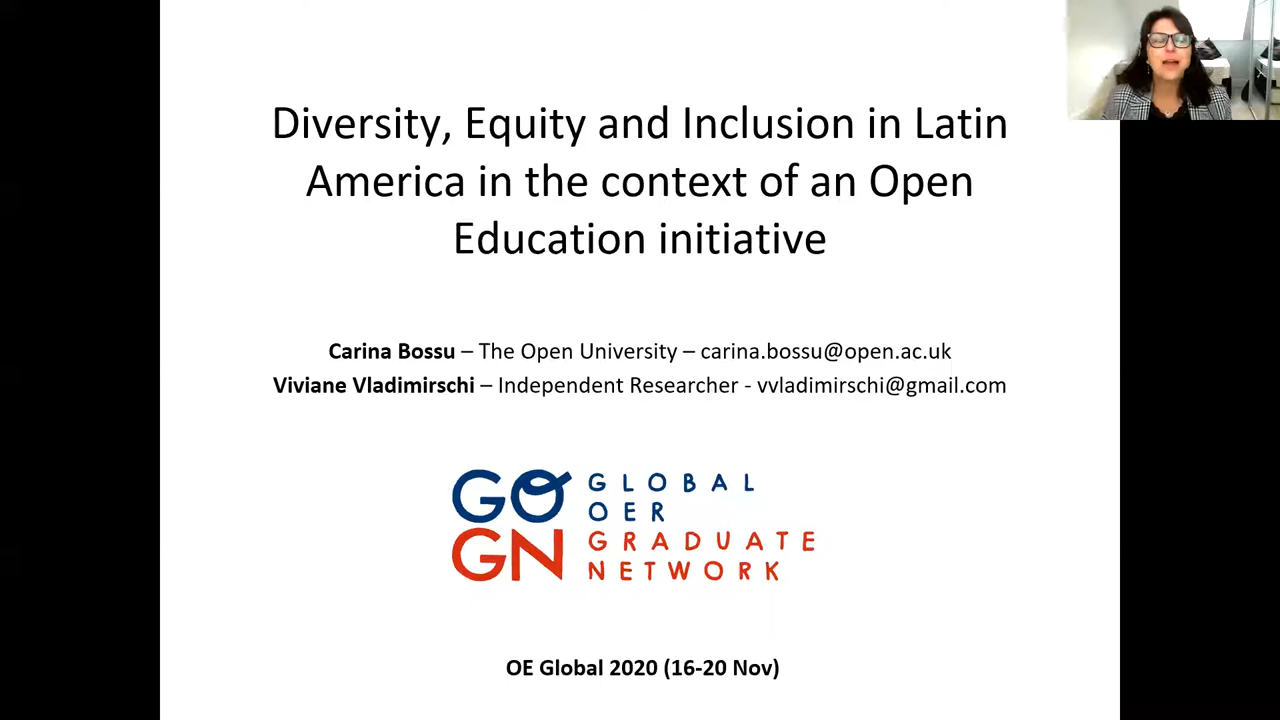 Diversity, Equity and Inclusion in Latin
America in the context of an Open
Education initiative
Carina Bossu – The Open University – carina.bossu@open.ac.uk
Viviane Vladimirschi – Independent Researcher - vvladimirschi@gmail.com
GO
GN
GLOBAL
OER
GRADUATE
NETWORK
OE Global 2020 (16-20 Nov)